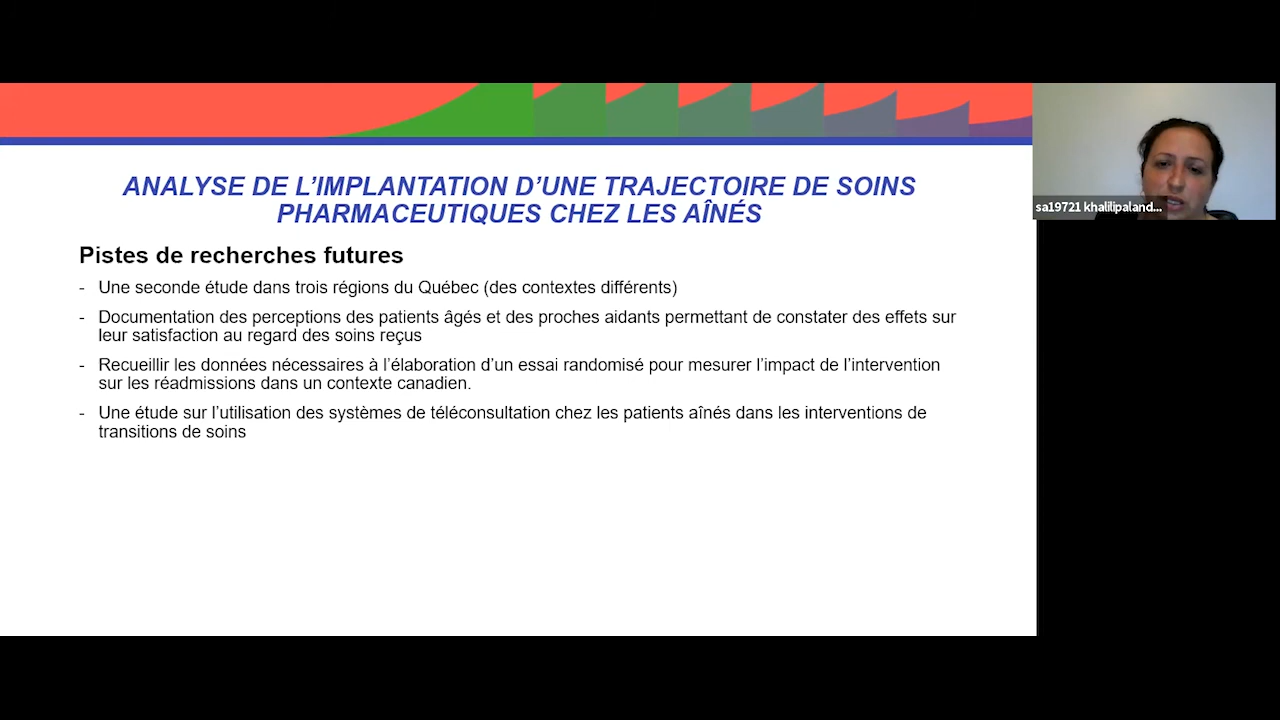 ANALYSE DE L’IMPLANTATION D’UNE TRAJECTOIRE DE SOINS
PHARMACEUTIQUES CHEZ LES AÎNÉS
Pistes de recherches futures
- Une seconde étude dans trois régions du Québec (des contextes différents)
- Documentation des perceptions des patients âgés et des proches aidants permettant de constater des effets sur
leur satisfaction au regard des soins reçus
- Recueillir les données nécessaires à l’élaboration d’un essai randomisé pour mesurer l’impact de l’intervention
sur les réadmissions dans un contexte canadien.
- Une étude sur l’utilisation des systèmes de téléconsultation chez les patients aînés dans les interventions de
transitions de soins
sa19721 khalilipaland...